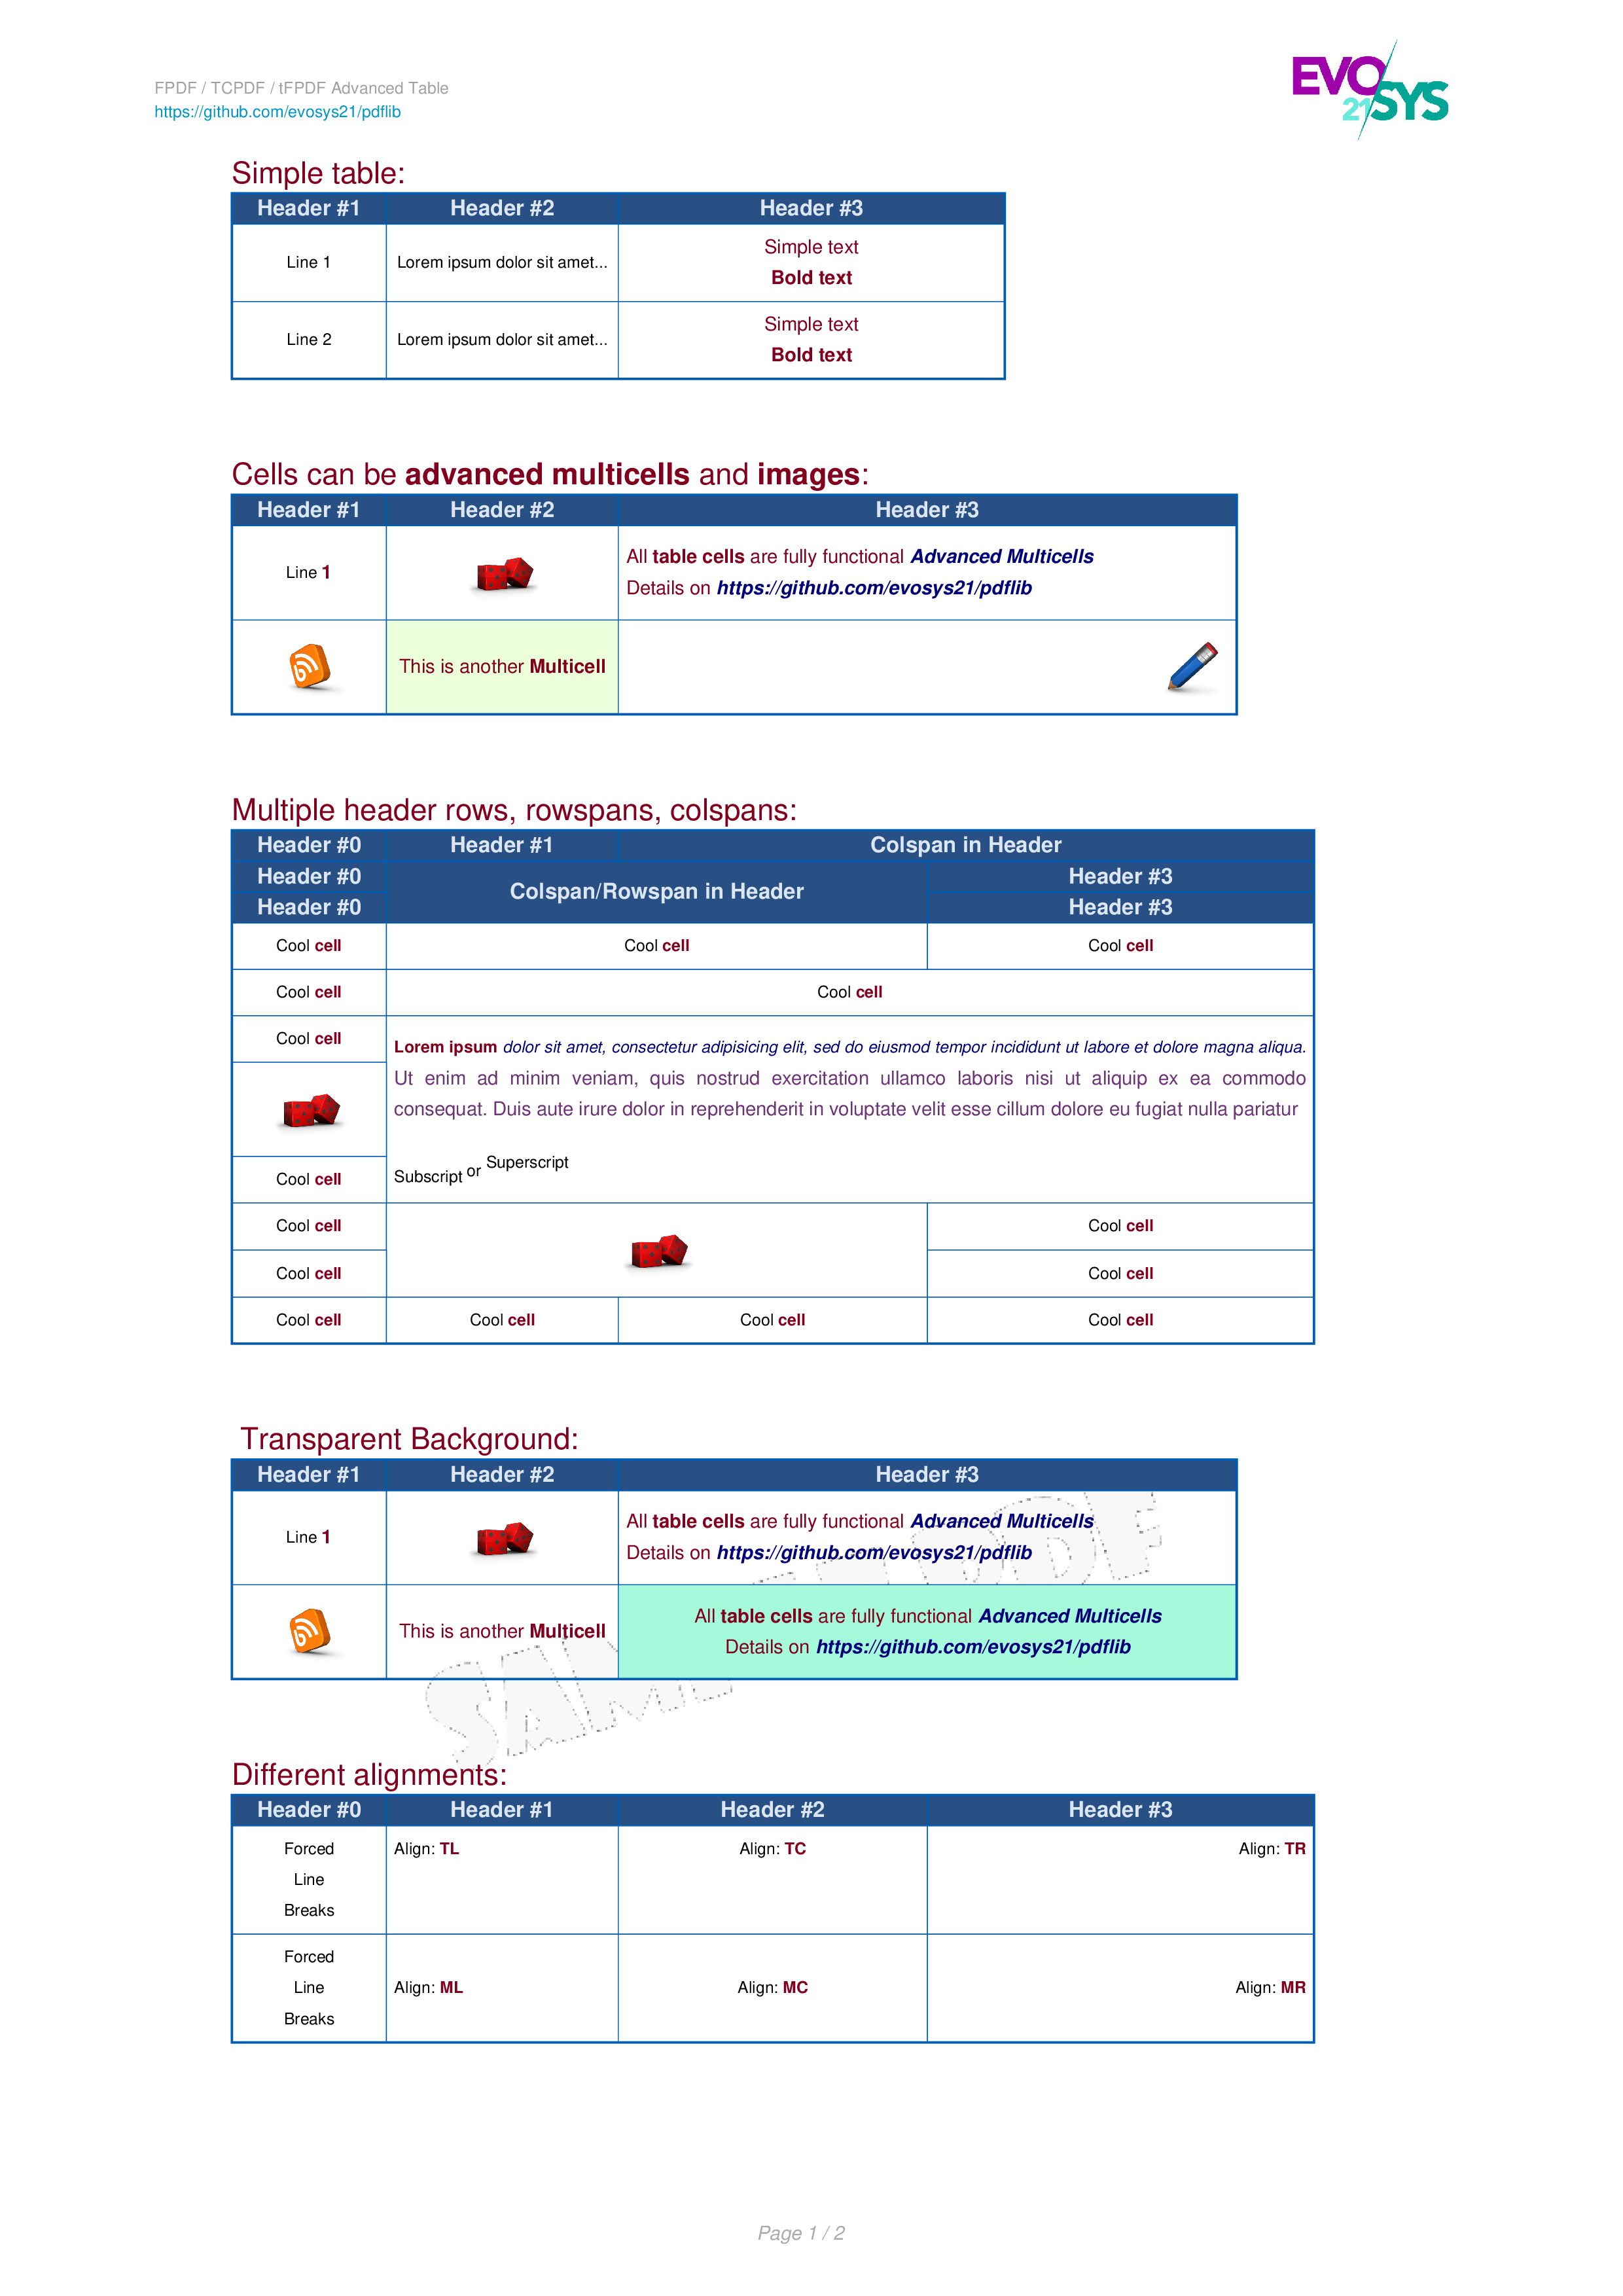 FPDF / TCPDF / tFPDF Advanced Table
https://github.com/evosys21/pdflib
EVO
21 SYS
Simple table:
Header #1 Header #2 Header #3
Line 1 Lorem ipsum dolor sit amet... Simple text
Bold text
Line 2 Lorem ipsum dolor sit amet... Simple text
Bold text
Cells can be advanced multicells and images:
Header #1 Header #2 Header #3
Line 1 All table cells are fully functional Advanced Multicells
Details on https://github.com/evosys21/pdflib
This is another Multicell
Multiple header rows, rowspans, colspans:
Header #0 Header #1 Colspan in Header
Header #0 Colspan/Rowspan in Header Header #3
Header #0 Header #3
Cool cell Cool cell Cool cell
Cool cell Cool cell
Cool cell
Lorem ipsum dolor sit amet, consectetur adipisicing elit, sed do eiusmod tempor incididunt ut labore et dolore magna aliqua.
Ut enim ad minim veniam, quis nostrud exercitation ullamco laboris nisi ut aliquip ex ea commodo
consequat. Duis aute irure dolor in reprehenderit in voluptate velit esse cillum dolore eu fugiat nulla pariatur
Subscript or Superscript
Cool cell
Cool cell Cool cell
Cool cell Cool cell
Cool cell Cool cell Cool cell Cool cell
Transparent Background:
Header #1 Header #2 Header #3
Line 1 All table cells are fully functional Advanced Multicells
Details on https://github.com/evosys21/pdflib
This is another Multicell All table cells are fully functional Advanced Multicells
Details on https://github.com/evosys21/pdflib
Different alignments:
Header #0 Header #1 Header #2 Header #3
Forced
Line
Breaks
Align: TL Align: TC Align: TR
Forced
Line
Breaks
Align: ML Align: MC Align: MR
Page 1 / 2